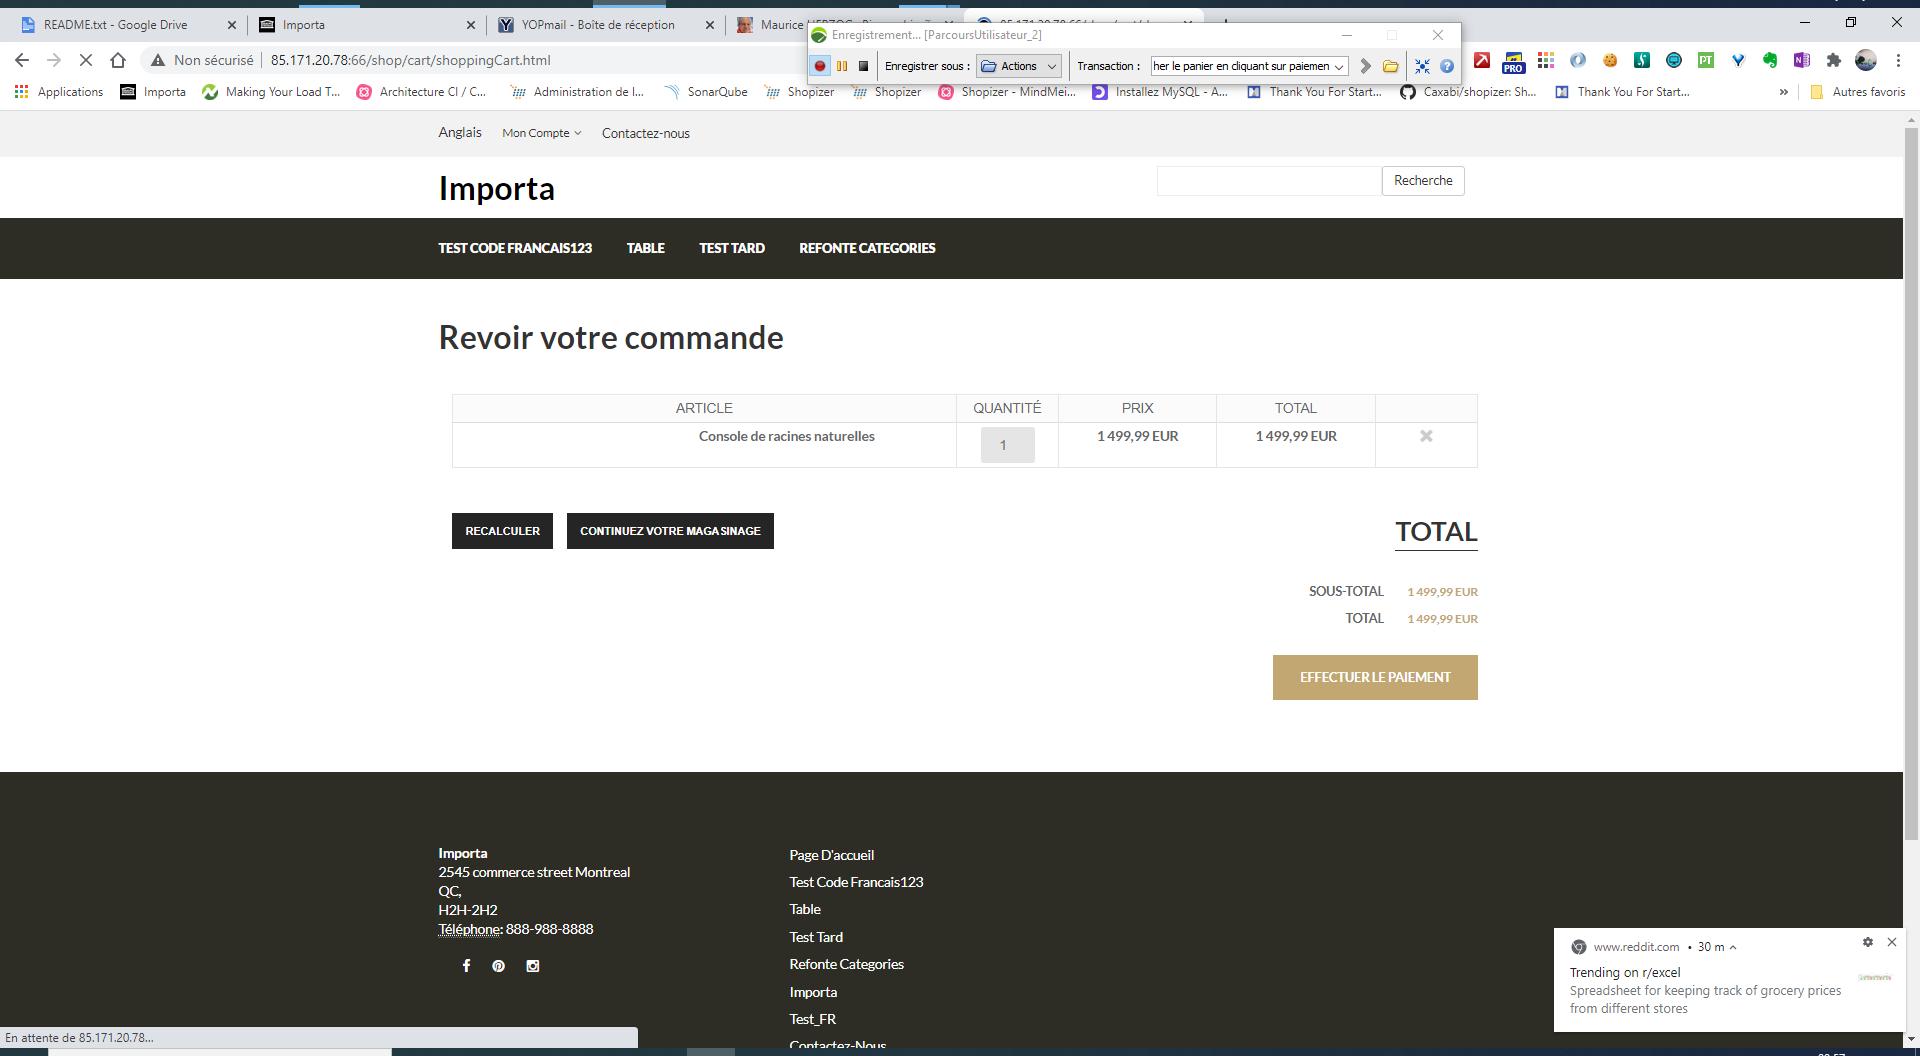 README.txt - Google Drive
Importa
YOPmail - Boîte de réception
Maurice
Enregistrement... [ParcoursUtilisateur_2]
Non sécurisé
85.171.20.78:66/shop/cart/shoppingCart.html
Enregistrer sous :
Actions
Transaction :
her le panier en cliquant sur paiemen
PRO
PT
Applications
Importa
Making Your Load T...
Architecture CI / C...
Administration de l...
SonarQube
Shopizer
Shopizer
Shopizer - MindMei...
Installez MySQL - A...
Thank You For Start...
Caxabi/shopizer: Sh...
Thank You For Start...
»
Autres favoris
Anglais
Mon Compte
Contactez-nous
Importa
Recherche
TEST CODE FRANCAIS123
TABLE
TEST TARD
REFONTE CATEGORIES
Revoir votre commande
ARTICLE
QUANTITÉ
PRIX
TOTAL
Console de racines naturelles
1
1 499,99 EUR
1 499,99 EUR
RECALCULER
CONTINUEZ VOTRE MAGASINAGE
TOTAL
SOUS-TOTAL
1 499,99 EUR
TOTAL
1 499,99 EUR
EFFECTUER LE PAIEMENT
Importa
2545 commerce street Montreal
QC,
H2H-2H2
Téléphone: 888-988-8888
Page D'accueil
Test Code Francais123
Table
Test Tard
Refonte Categories
Importa
Test_FR
Contactez-Nous
www.reddit.com • 30 m
Trending on r/excel
Spreadsheet for keeping track of grocery prices
from different stores
En attente de 85.171.20.78...